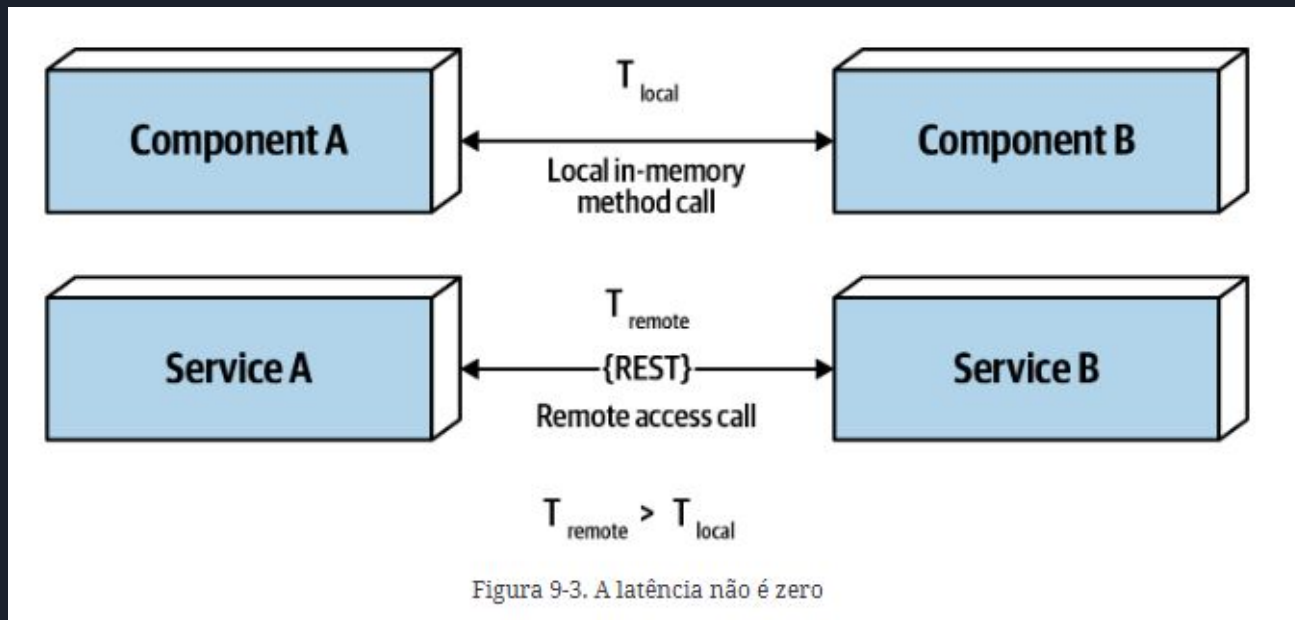 T local
Component A
Component B
Local in-memory
method call
T remote
Service A
{REST}
Service B
Remote access call
T remote > T local
Figura 9-3. A latência não é zero